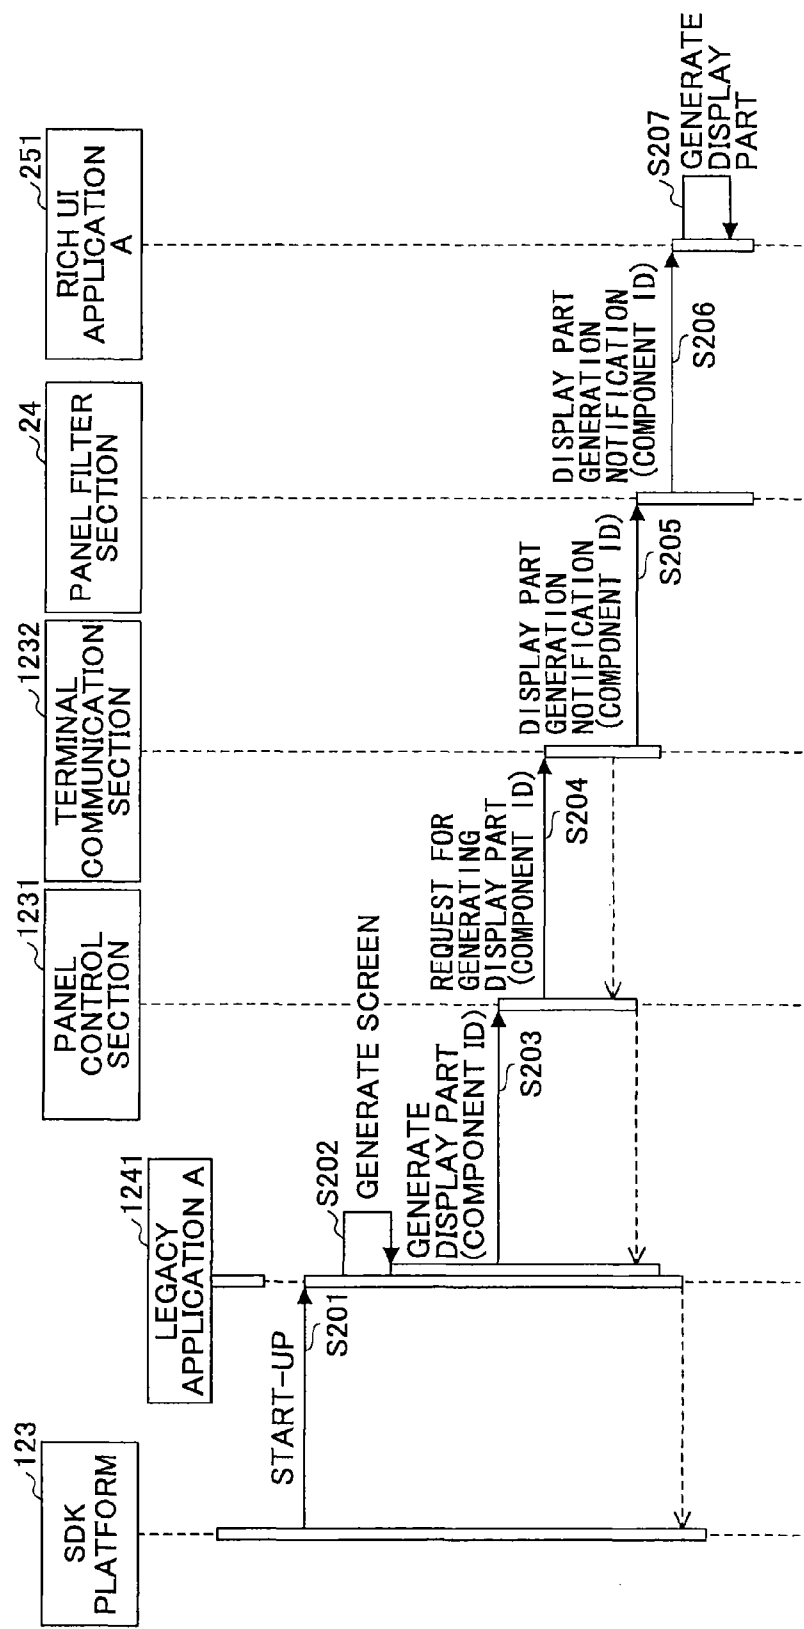 123
SDK
PLATFORM
1241
LEGACY
APPLICATION A
1231
PANEL
CONTROL
SECTION
1232
TERMINAL
COMMUNICATION
SECTION
24
PANEL FILTER
SECTION
251
RICH UI
APPLICATION
A
START-UP
S201
S202
GENERATE SCREEN
GENERATE
DISPLAY PART
(COMPONENT ID)
S203
REQUEST FOR
GENERATING
DISPLAY PART
(COMPONENT ID)
S204
DISPLAY PART
GENERATION
NOTIFICATION
(COMPONENT ID)
S205
DISPLAY PART
GENERATION
NOTIFICATION
(COMPONENT ID)
S206
S207
GENERATE
DISPLAY
PART